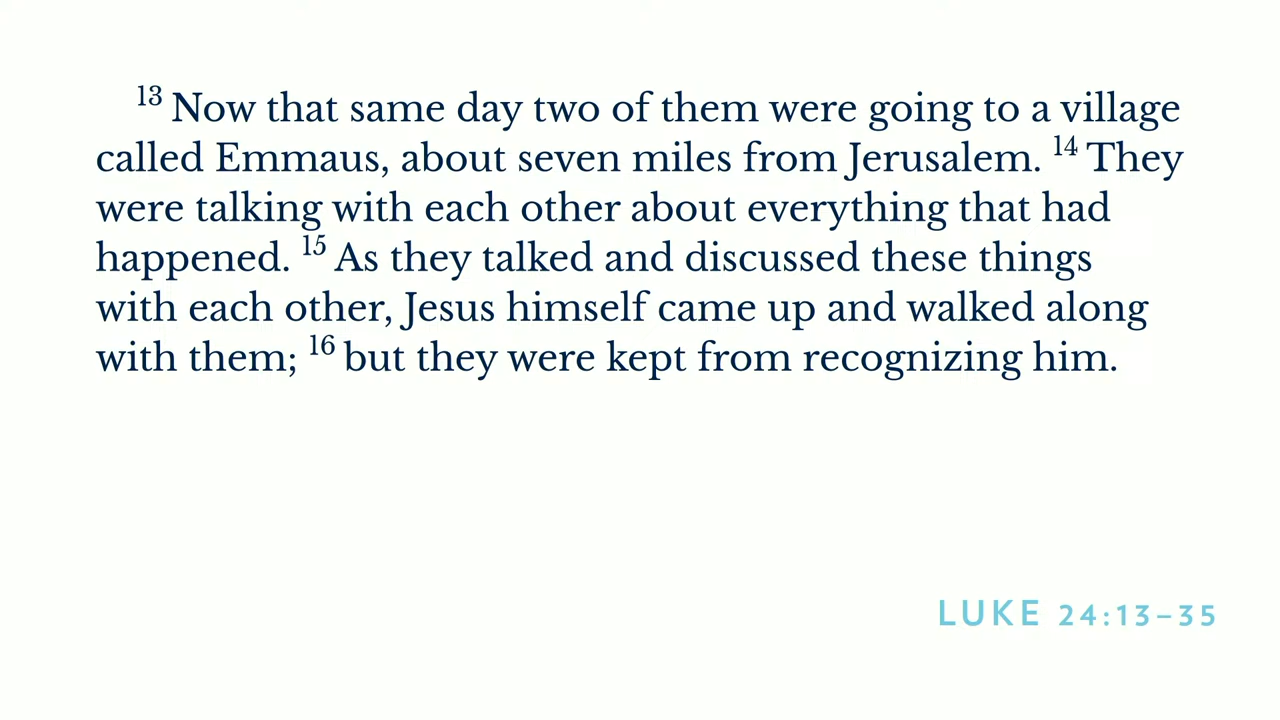 13 Now that same day two of them were going to a village
called Emmaus, about seven miles from Jerusalem. 14 They
were talking with each other about everything that had
happened. 15 As they talked and discussed these things
with each other, Jesus himself came up and walked along
with them; 16 but they were kept from recognizing him.
LUKE 24:13–35